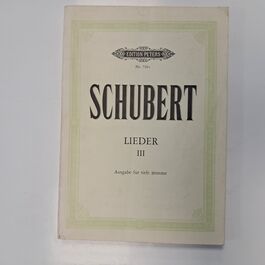 EDITION PETERS
SCHUBERT
LIEDER
III
Ausgabe für tiefe Stimme